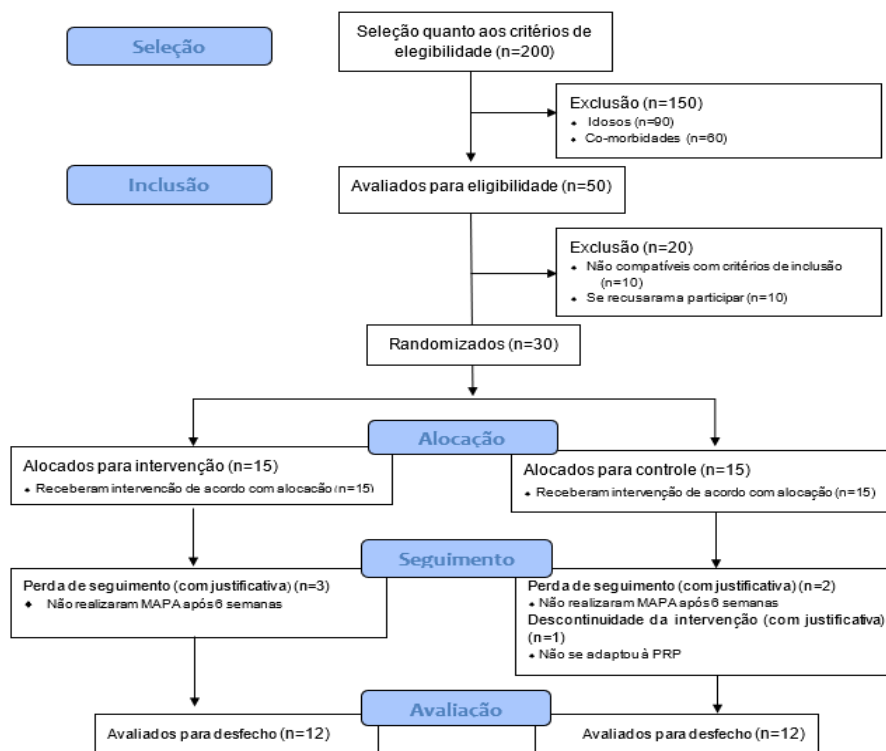 Seleção
Seleção quanto aos critérios de
elegibilidade (n=200)
Exclusão (n=150)
Idosos (n=90)
Co-morbidades (n=60)
Inclusão
Avaliados para eligibilidade (n=50)
Exclusão (n=20)
Não compatíveis com critérios de inclusão
(n=10)
Se recusarama participar (n=10)
Randomizados (n=30)
Alocação
Alocados para intervenção (n=15)
Receberam intervenção de acordo com alocação (n=15)
Alocados para controle (n=15)
Receberam intervenção de acordo com alocação (n=15)
Seguimento
Perda de seguimento (com justificativa) (n=3)
Não realizaram MAPA após 6 semanas
Perda de seguimento (com justificativa) (n=2)
Não realizaram MAPA após 6 semanas
Descontinuidade da intervenção (com justificativa)
(n=1)
Não se adaptou à PRP
Avaliação
Avaliados para desfecho (n=12)
Avaliados para desfecho (n=12)